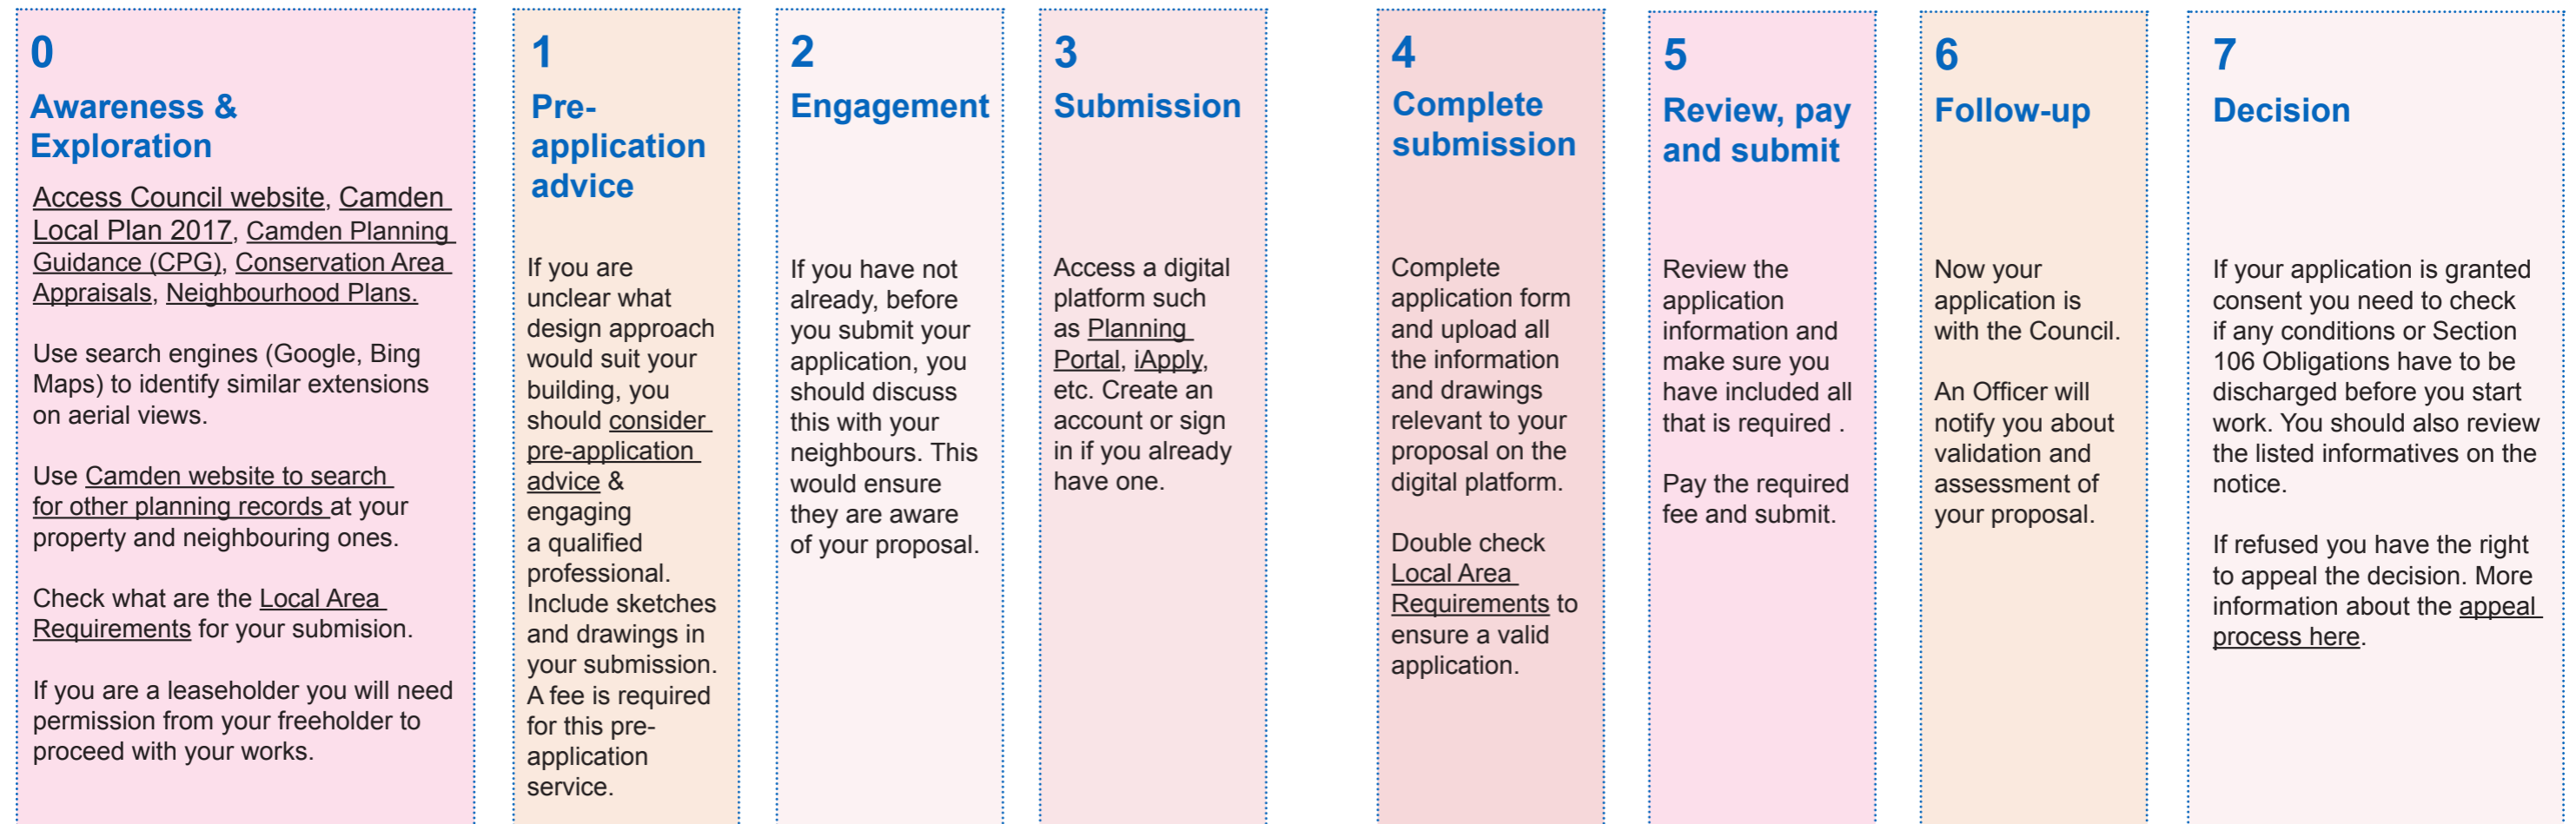 0
Awareness &
Exploration
Access Council website, Camden
Local Plan 2017, Camden Planning
Guidance (CPG), Conservation Area
Appraisals, Neighbourhood Plans.
Use search engines (Google, Bing
Maps) to identify similar extensions
on aerial views.
Use Camden website to search
for other planning records at your
property and neighbouring ones.
Check what are the Local Area
Requirements for your submision.
If you are a leaseholder you will need
permission from your freeholder to
proceed with your works.
1
Pre-
application
advice
If you are
unclear what
design approach
would suit your
building, you
should consider
pre-application
advice &
engaging
a qualified
professional.
Include sketches
and drawings in
your submission.
A fee is required
for this pre-
application
service.
2
Engagement
If you have not
already, before
you submit your
application, you
should discuss
this with your
neighbours. This
would ensure
they are aware
of your proposal.
3
Submission
Access a digital
platform such
as Planning
Portal, iApply,
etc. Create an
account or sign
in if you already
have one.
4
Complete
submission
Complete
application form
and upload all
the information
and drawings
relevant to your
proposal on the
digital platform.
Double check
Local Area
Requirements to
ensure a valid
application.
5
Review, pay
and submit
Review the
application
information and
make sure you
have included all
that is required .
Pay the required
fee and submit.
6
Follow-up
Now your
application is
with the Council.
An Officer will
notify you about
validation and
assessment of
your proposal.
7
Decision
If your application is granted
consent you need to check
if any conditions or Section
106 Obligations have to be
discharged before you start
work. You should also review
the listed informatives on the
notice.
If refused you have the right
to appeal the decision. More
information about the appeal
process here.